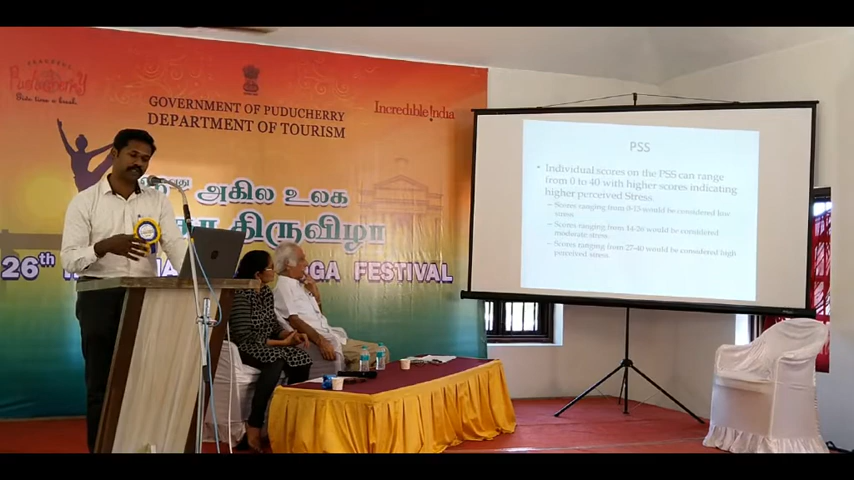 PEACEFUL
Puducherry
Give time a break
GOVERNMENT OF PUDUCHERRY
DEPARTMENT OF TOURISM
Incredible India
அகில உலக
திருவிழா
26th
YOGA FESTIVAL
PSS
• Individual scores on the PSS can range
from 0 to 40 with higher scores indicating
higher perceived Stress.
– Scores ranging from 0-13 would be considered low
stress.
– Scores ranging from 14-26 would be considered
moderate stress.
– Scores ranging from 27-40 would be considered high
perceived stress.